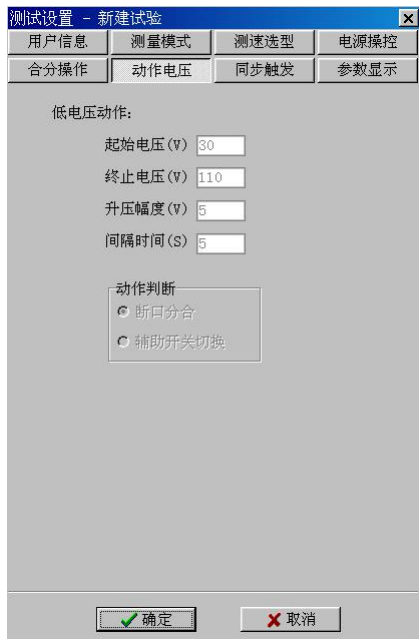 测试设置 - 新建试验
用户信息 测量模式 测速选型 电源操控
合分操作 动作电压 同步触发 参数显示
低电压动作:
起始电压(V) 30
终止电压(V) 110
升压幅度(V) 5
间隔时间(S) 5
动作判断
断口分合
辅助开关切换
确定 取消